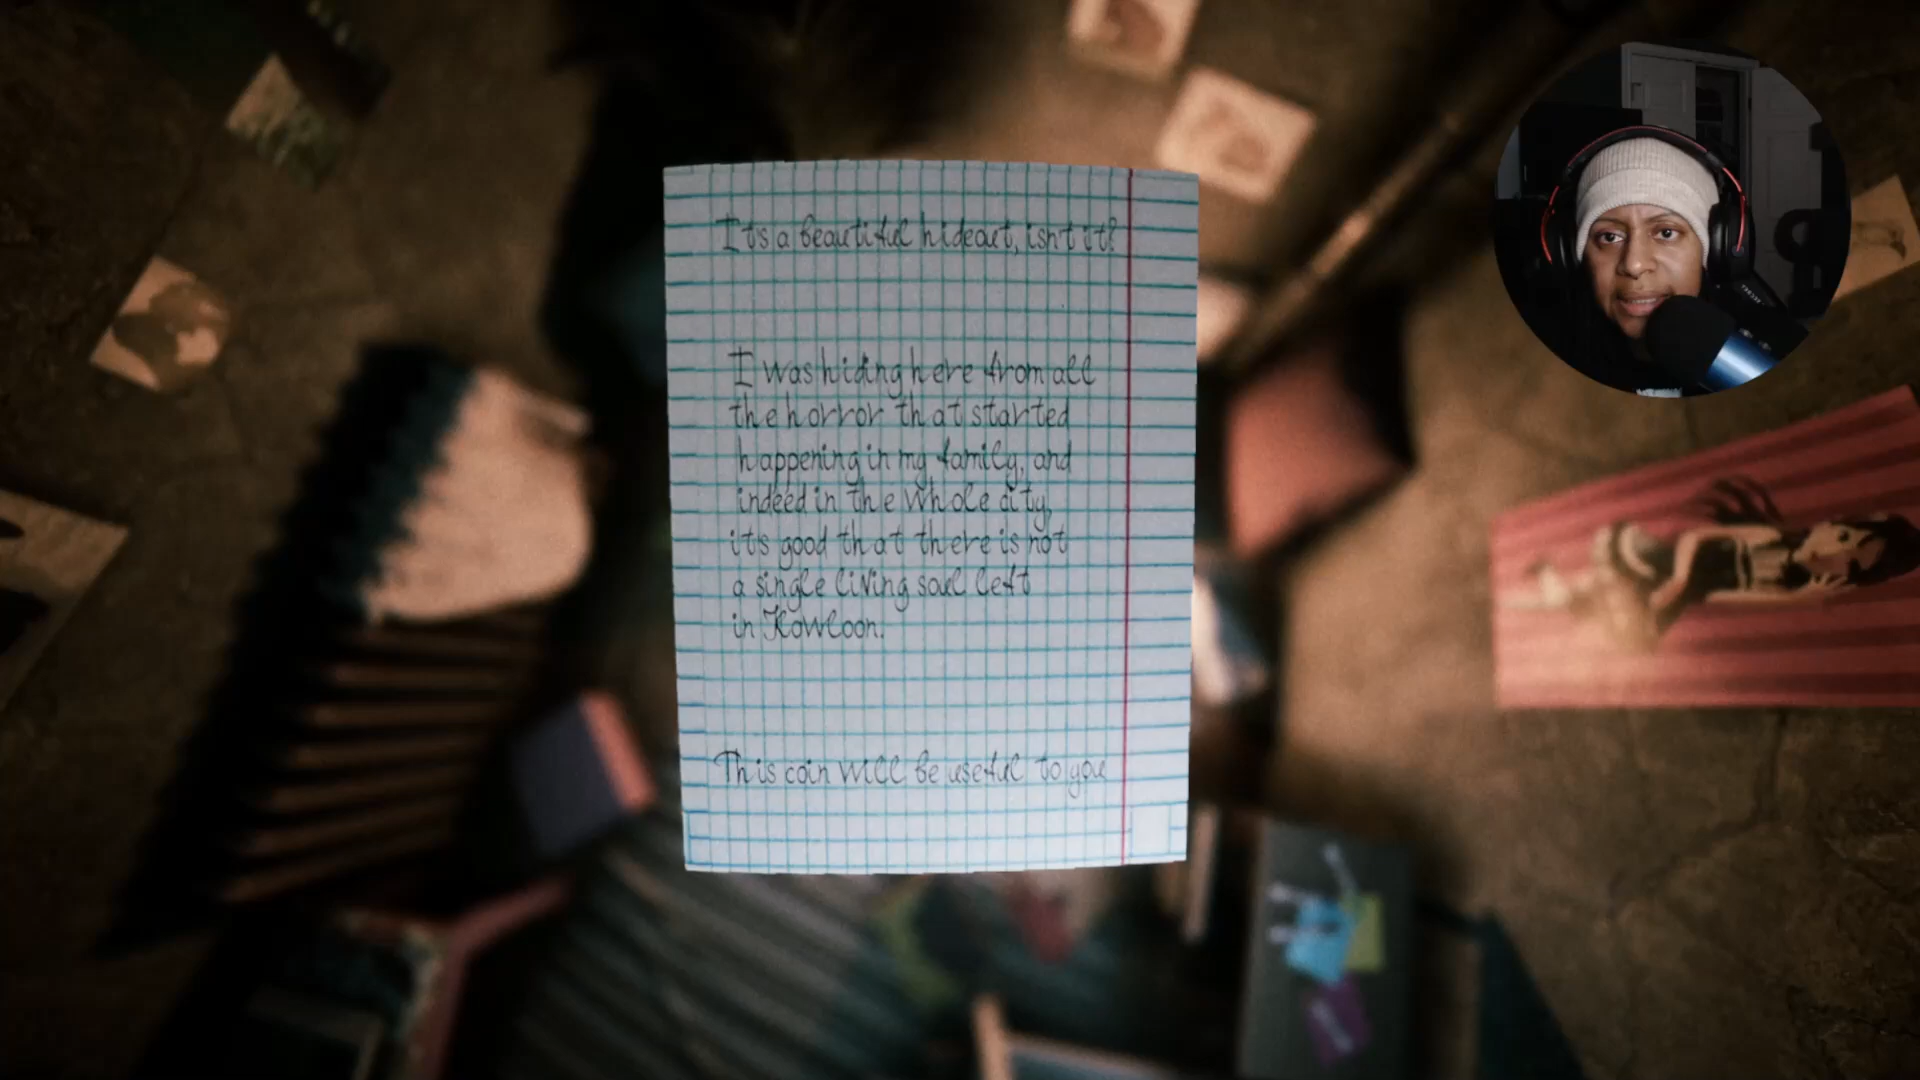 It's a beautiful hideout, isn't it?
I was hiding here from all
the horror that started
happening in my family, and
indeed in the whole city,
it's good that there is not
a single living soul left
in Kowloon.
This coin will be useful to you